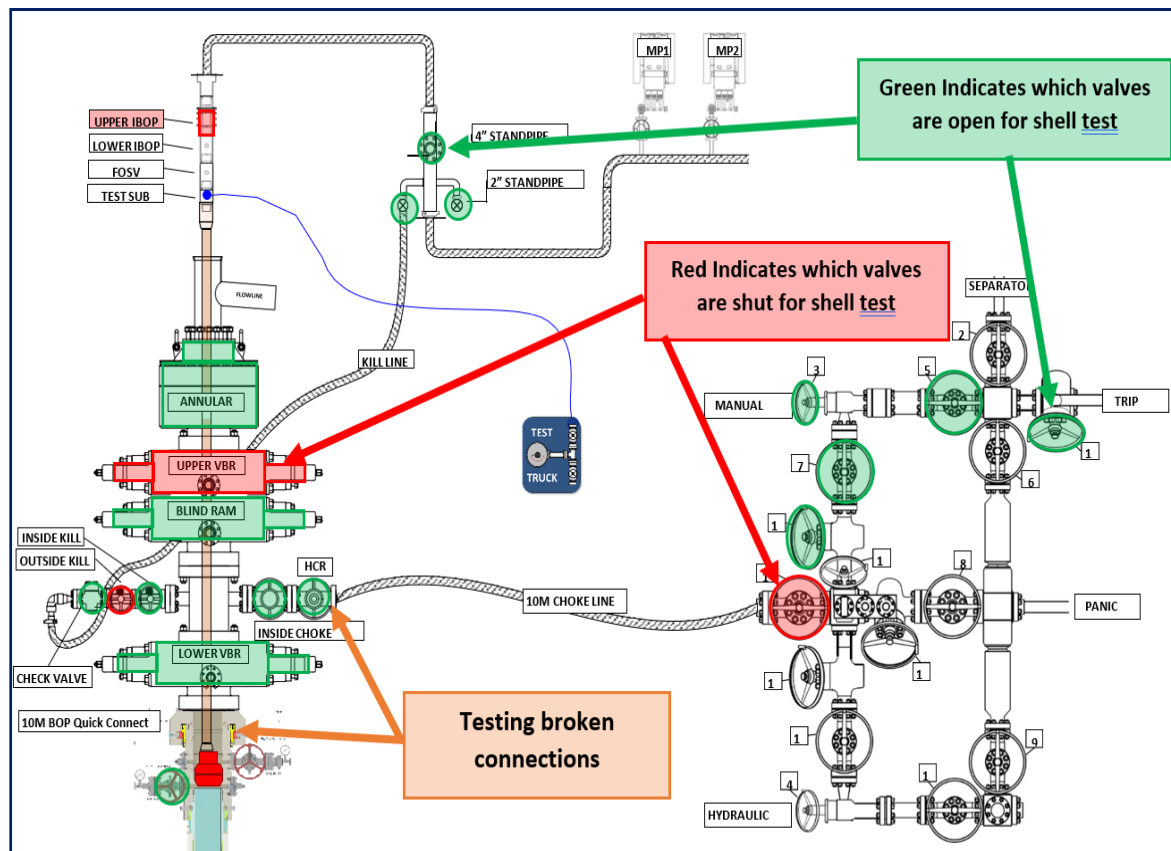 MP1
MP2
Green Indicates which valves
are open for shell test
UPPER IBOP
LOWER IBOP
FOSV
TEST SUB
4” STANDPIPE
2” STANDPIPE
Red Indicates which valves
are shut for shell test
FLOWLINE
SEPARATOR
2
KILL LINE
3
5
MANUAL
TRIP
ANNULAR
1
TEST
TRUCK
UPPER VBR
7
6
BLIND RAM
INSIDE KILL
OUTSIDE KILL
1
HCR
1
1
8
10M CHOKE LINE
PANIC
INSIDE CHOKE
LOWER VBR
CHECK VALVE
1
1
10M BOP Quick Connect
Testing broken
connections
1
9
1
4
HYDRAULIC